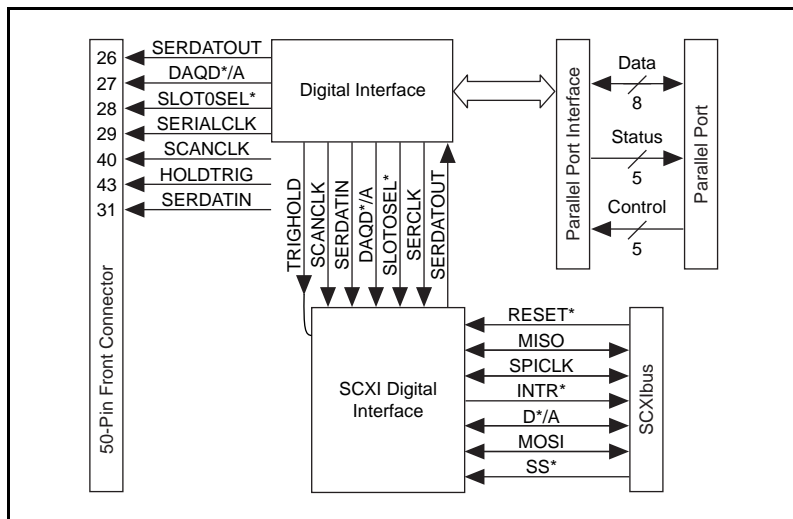 26
SERDATOUT
27
DAQD*/A
28
SLOT0SEL*
29
SERIALCLK
40
SCANCLK
43
HOLDTRIG
31
SERDATIN
50-Pin Front Connector
Digital Interface
TRIGHOLD
SCANCLK
SERDATIN
DAQD*/A
SLOTOSEL*
SERCLK
SERDATOUT
Parallel Port Interface
Data
8
Status
5
Control
5
Parallel Port
SCXI Digital
Interface
RESET*
MISO
SPICLK
INTR*
D*/A
MOSI
SS*
SCXIbus